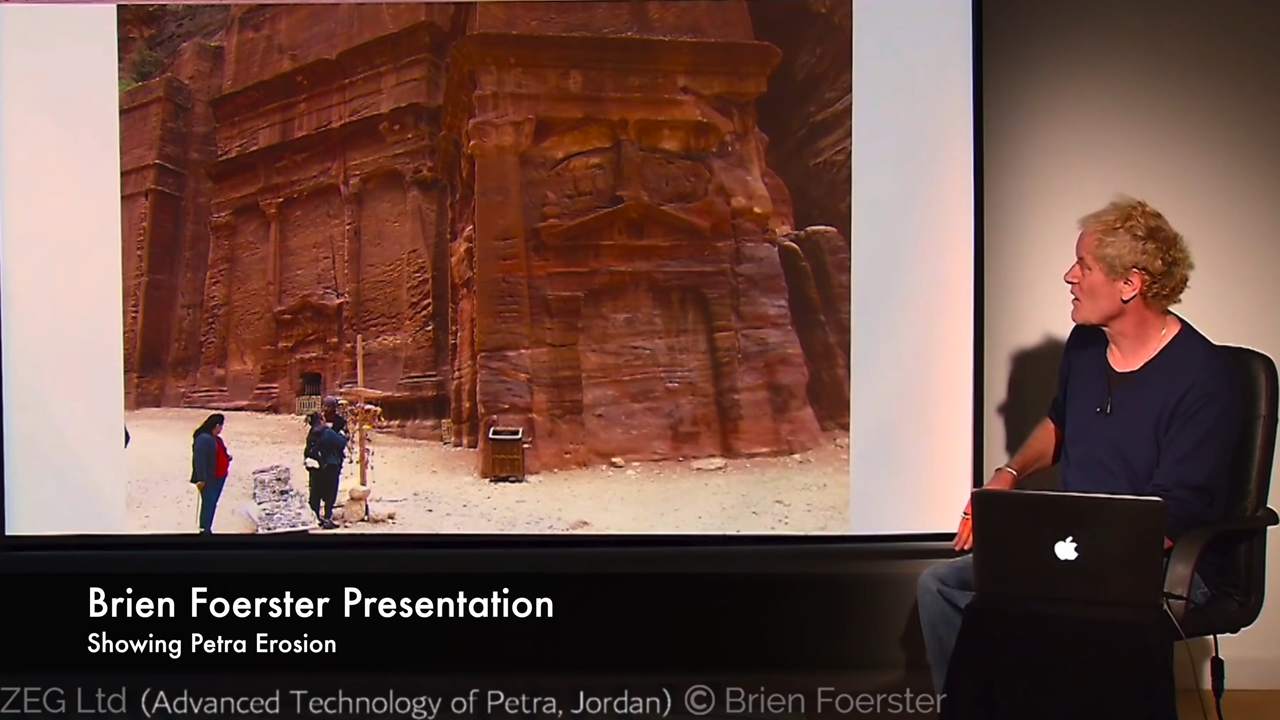 Brien Foerster Presentation
Showing Petra Erosion
ZEG Ltd (Advanced Technology of Petra, Jordan) © Brien Foerster